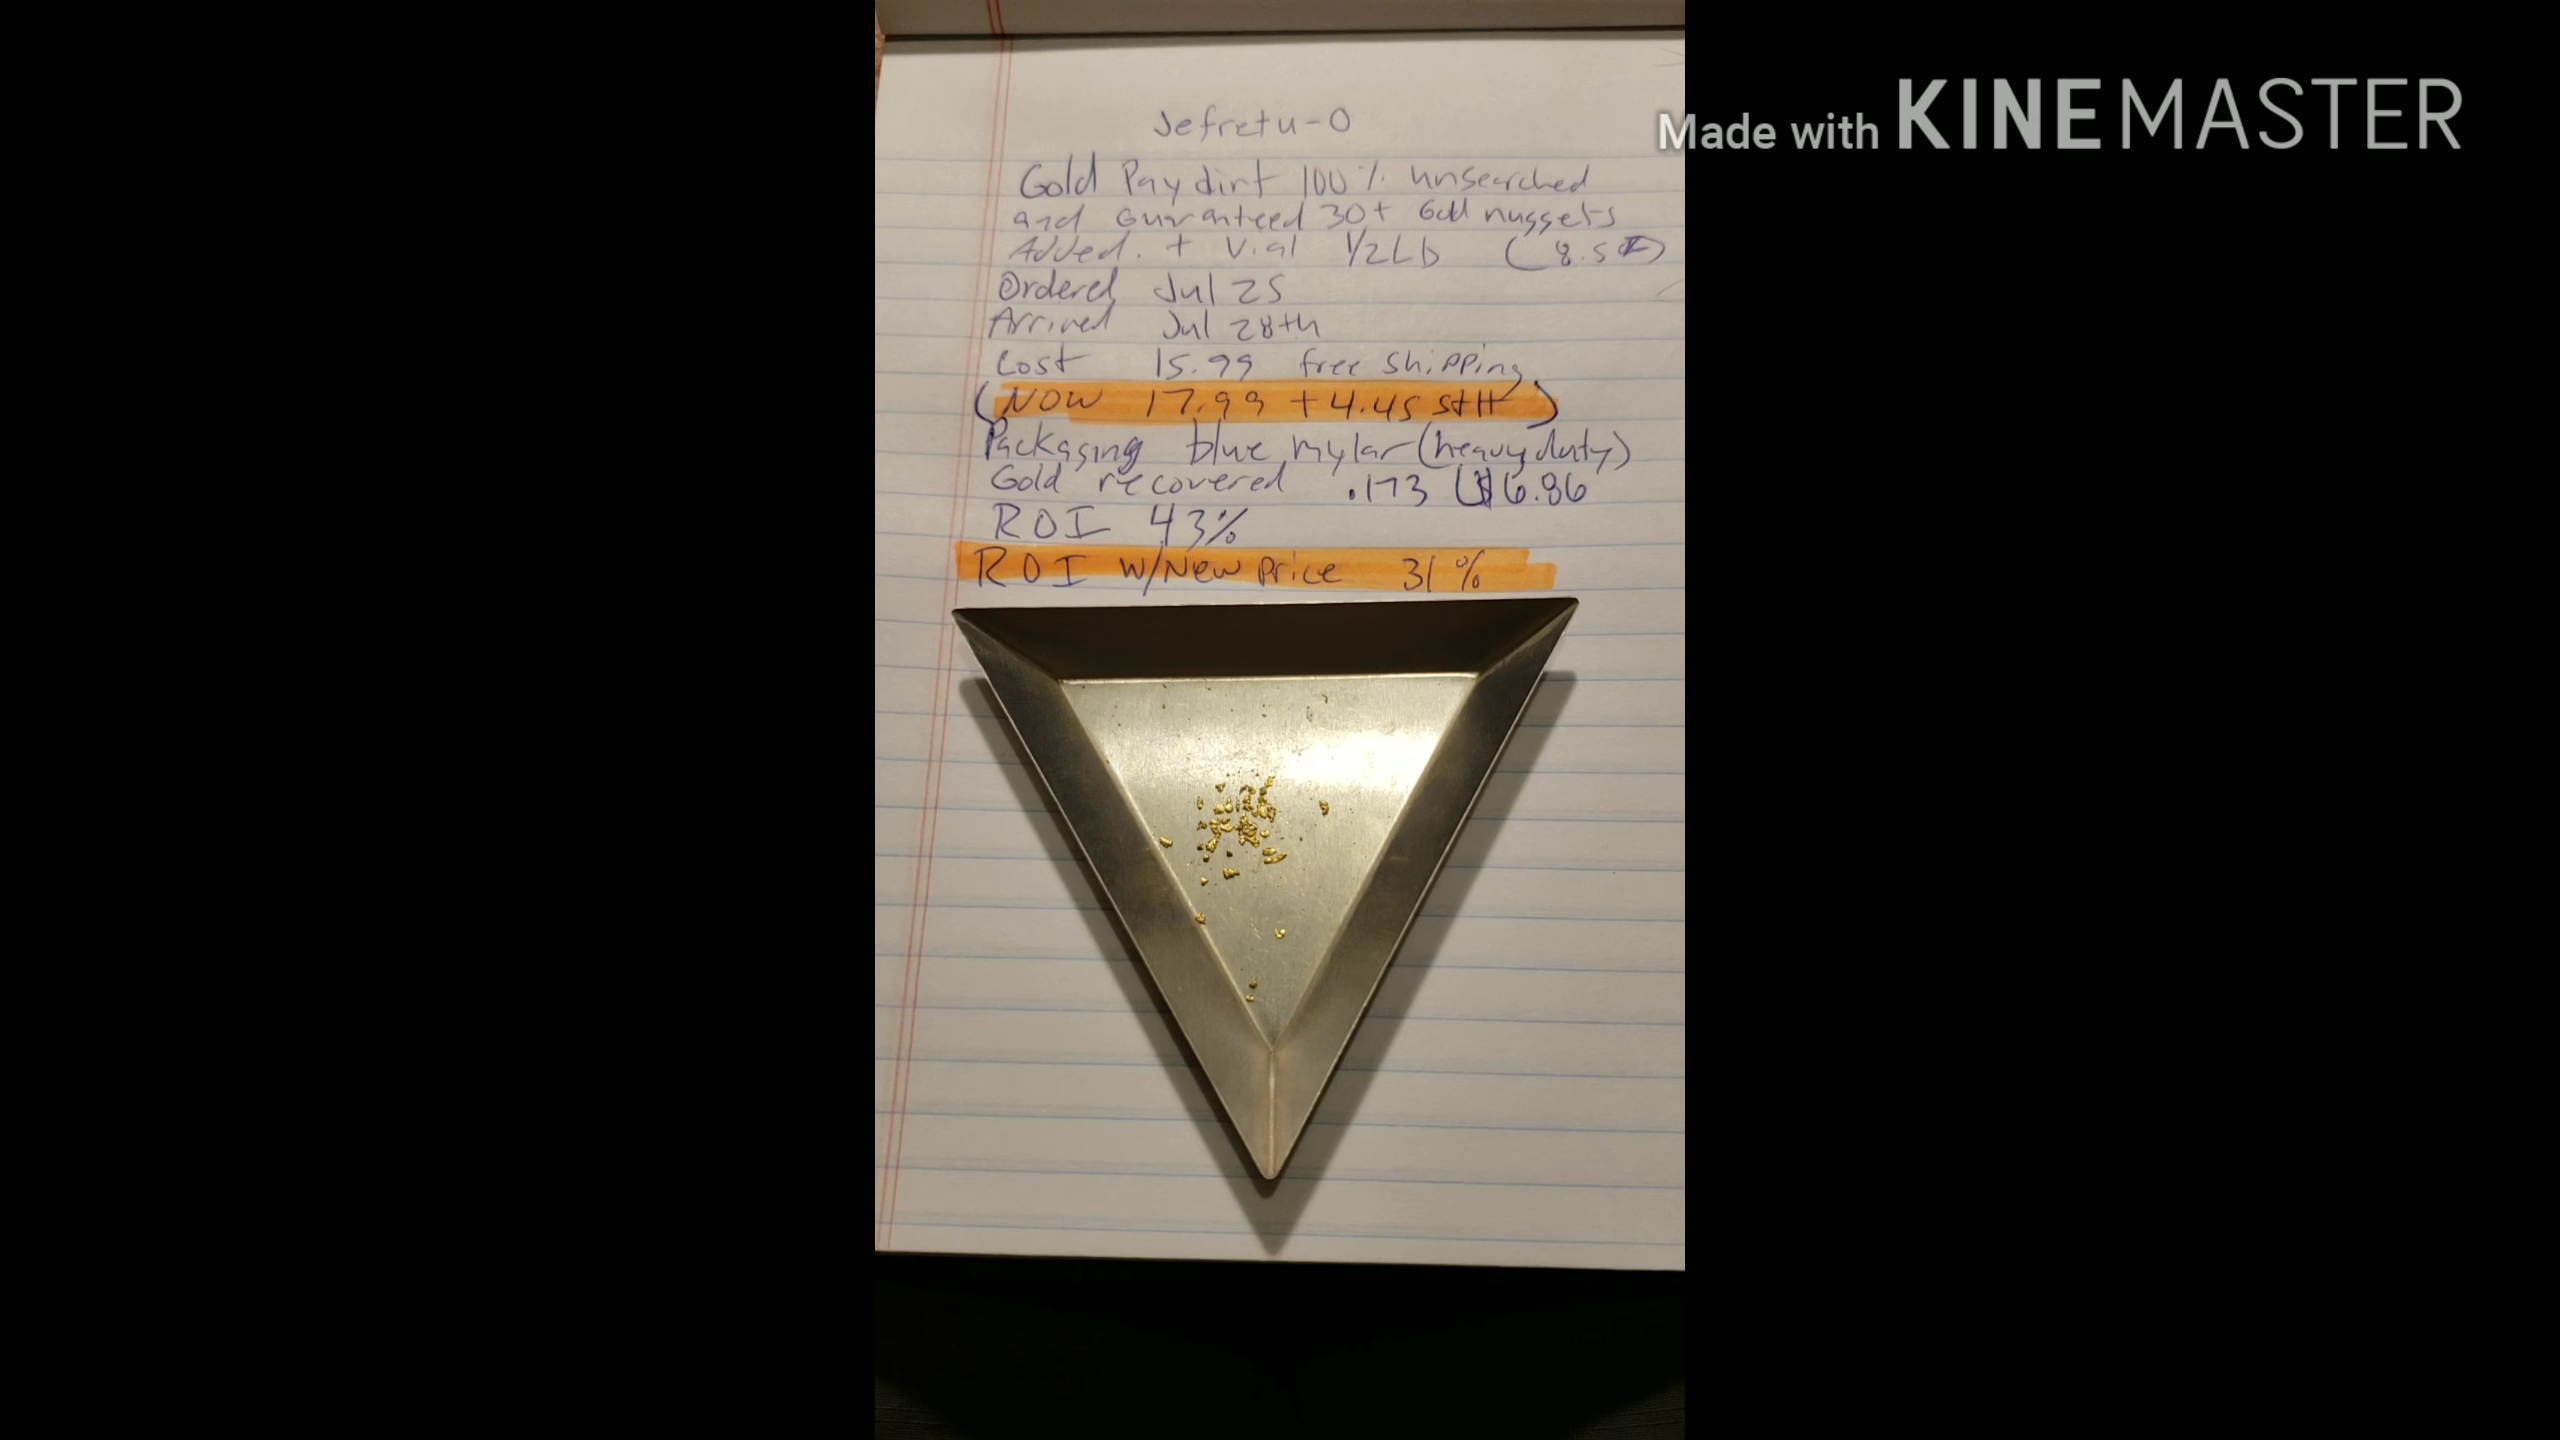 Jefretu-O
Gold Pay dirt 100% unsearched
and Guaranteed 30+ Gold nuggets
Added. + Vial 1/2Lb (8.5
Ordered Jul 25
Arrived Jul 28th
Cost 15.99 free shipping
(NOW 17.99 + 4.45 S+H)
Packaging blue mylar (heavy duty)
Gold recovered .173 $6.86
ROI 43%
ROI w/New price 31%
Made with KINEMASTER